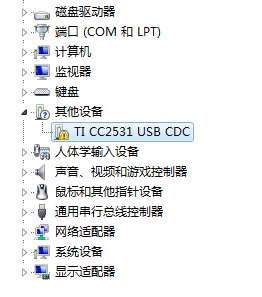 磁盘驱动器
端口 (COM 和 LPT)
计算机
监视器
键盘
其他设备
TI CC2531 USB CDC
人体学输入设备
声音、视频和游戏控制器
鼠标和其他指针设备
通用串行总线控制器
网络适配器
系统设备
显示适配器